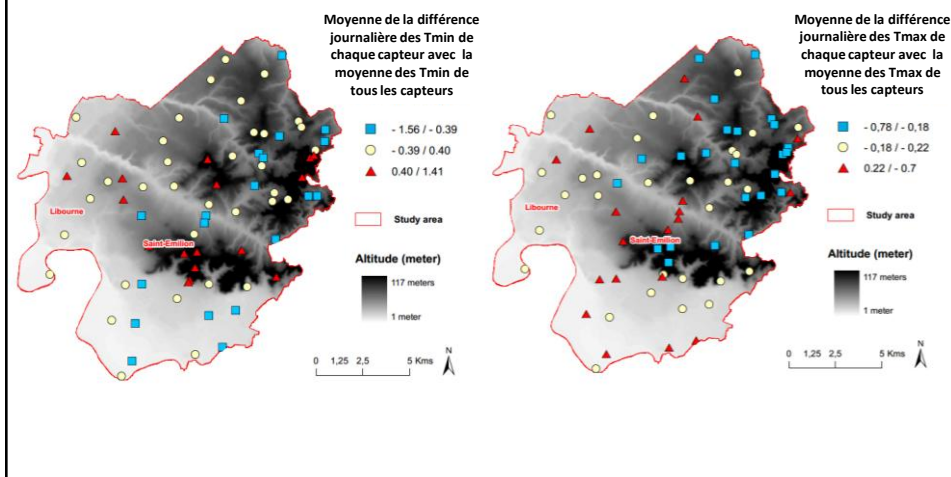 Moyenne de la différence
journalière des Tmin de
chaque capteur avec la
moyenne des Tmin de
tous les capteurs
- 1.56 / - 0.39
- 0.39 / 0.40
0.40 / 1.41
Study area
Altitude (meter)
117 meters
1 meter
0 1,25 2,5 5 Kms
N
Libourne
Saint-Emilion
Moyenne de la différence
journalière des Tmax de
chaque capteur avec la
moyenne des Tmax de
tous les capteurs
- 0,78 / - 0,18
- 0,18 / - 0,22
0.22 / - 0.7
Study area
Altitude (meter)
117 meters
1 meter
0 1,25 2,5 5 Kms
N
Libourne
Saint-Emilion